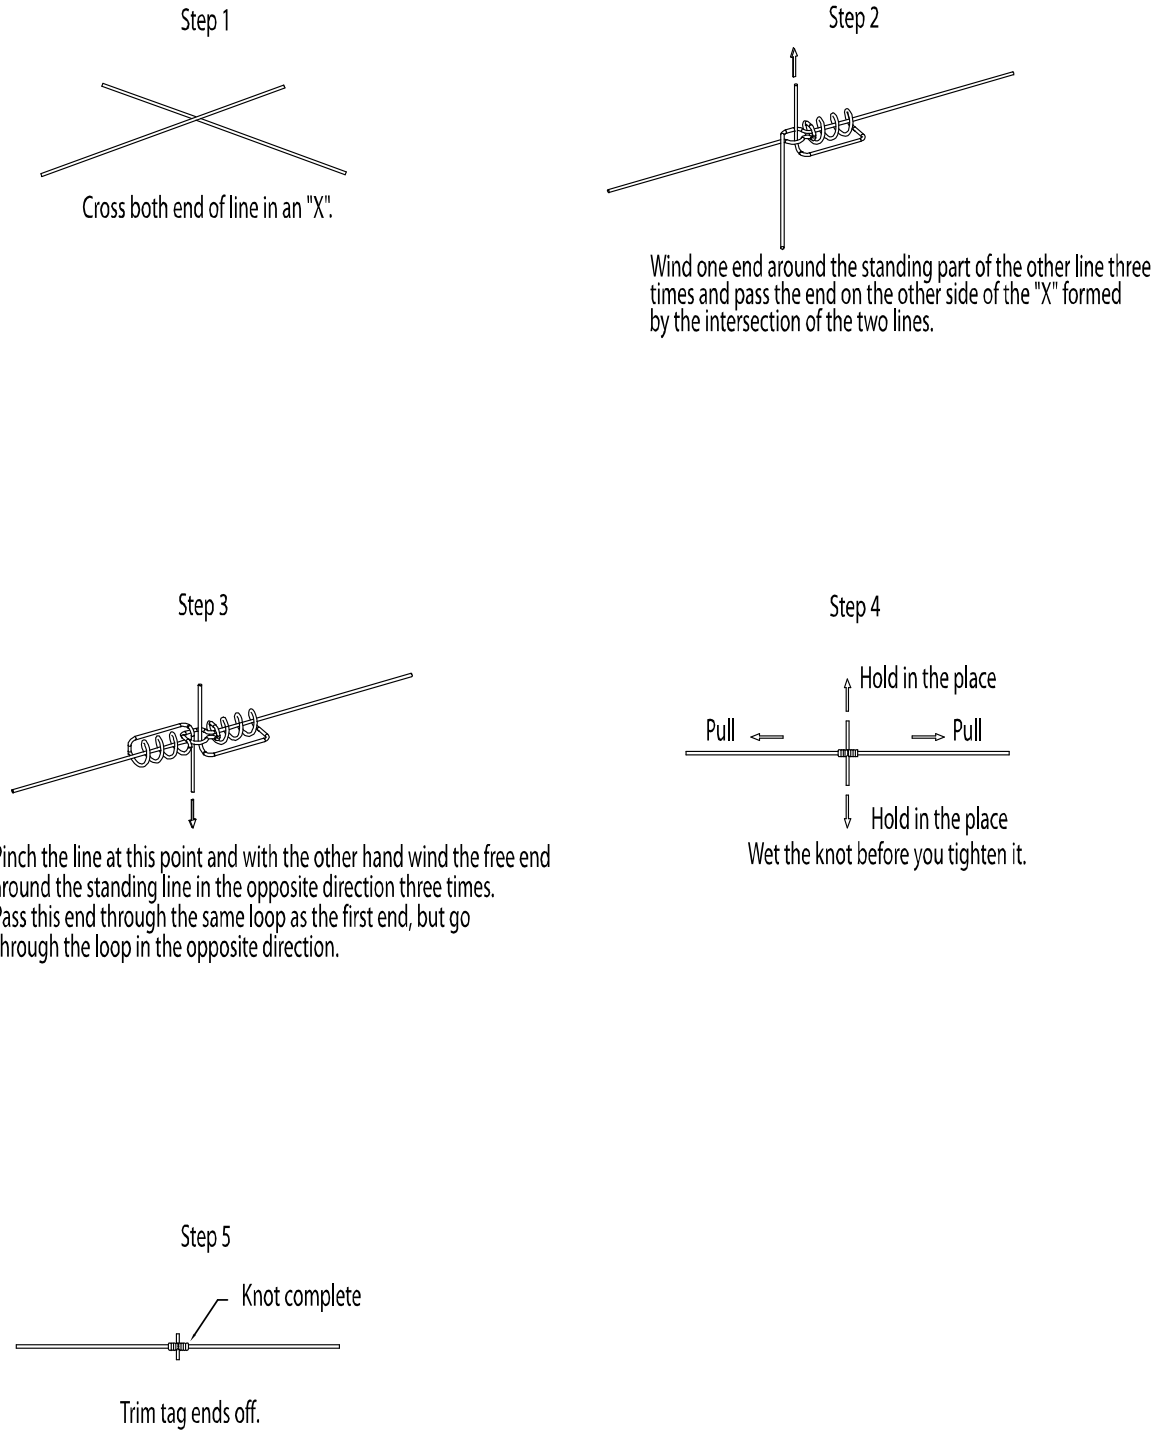 Step 1
Cross both end of line in an "X".
Step 2
Wind one end around the standing part of the other line three
times and pass the end on the other side of the "X" formed
by the intersection of the two lines.
Step 3
Pinch the line at this point and with the other hand wind the free end
around the standing line in the opposite direction three times.
Pass this end through the same loop as the first end, but go
through the loop in the opposite direction.
Step 4
Hold in the place
Pull
Pull
Hold in the place
Wet the knot before you tighten it.
Step 5
Knot complete
Trim tag ends off.